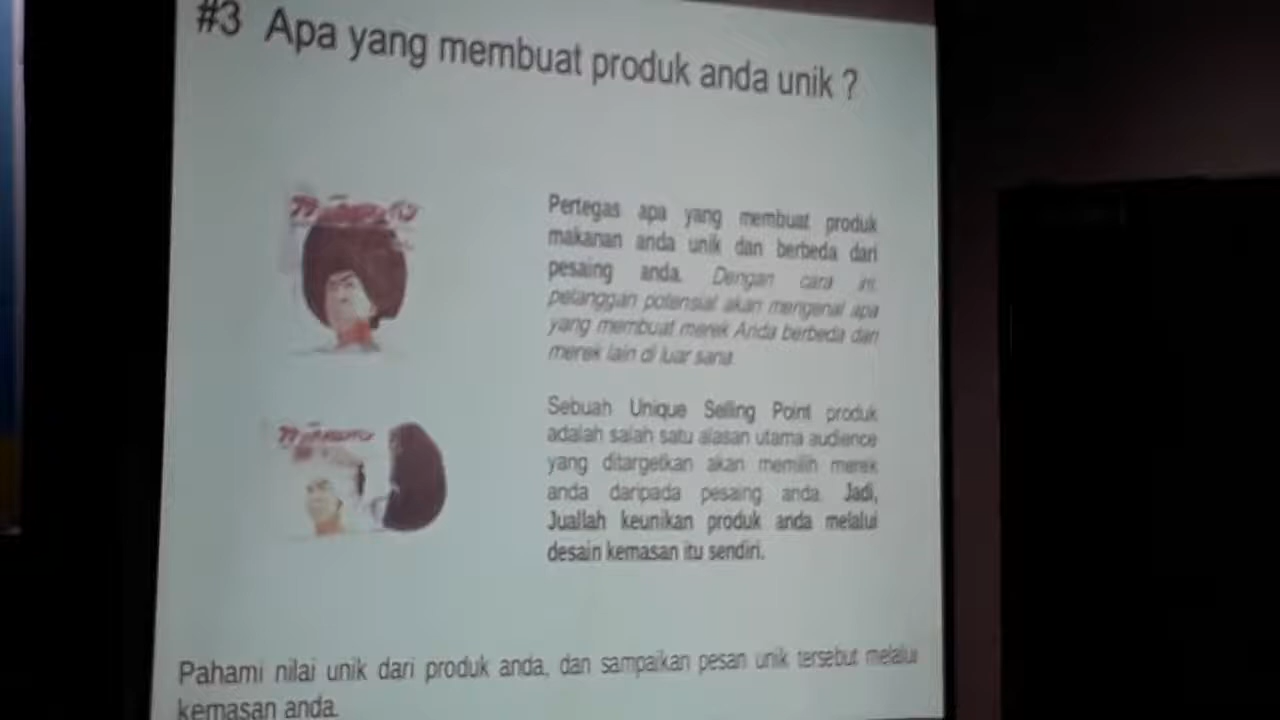 #3 Apa yang membuat produk anda unik ?
Pertegas apa yang membuat produk
makanan anda unik dan berbeda dari
pesaing anda. Dengan cara ini,
pelanggan potensial akan mengenal apa
yang membuat merek Anda berbeda dari
merek lain di luar sana.
Sebuah Unique Selling Point produk
adalah salah satu alasan utama audience
yang ditargetkan akan memilih merek
anda daripada pesaing anda. Jadi,
Juallah keunikan produk anda melalui
desain kemasan itu sendiri.
Pahami nilai unik dari produk anda, dan sampaikan pesan unik tersebut melalui
kemasan anda.